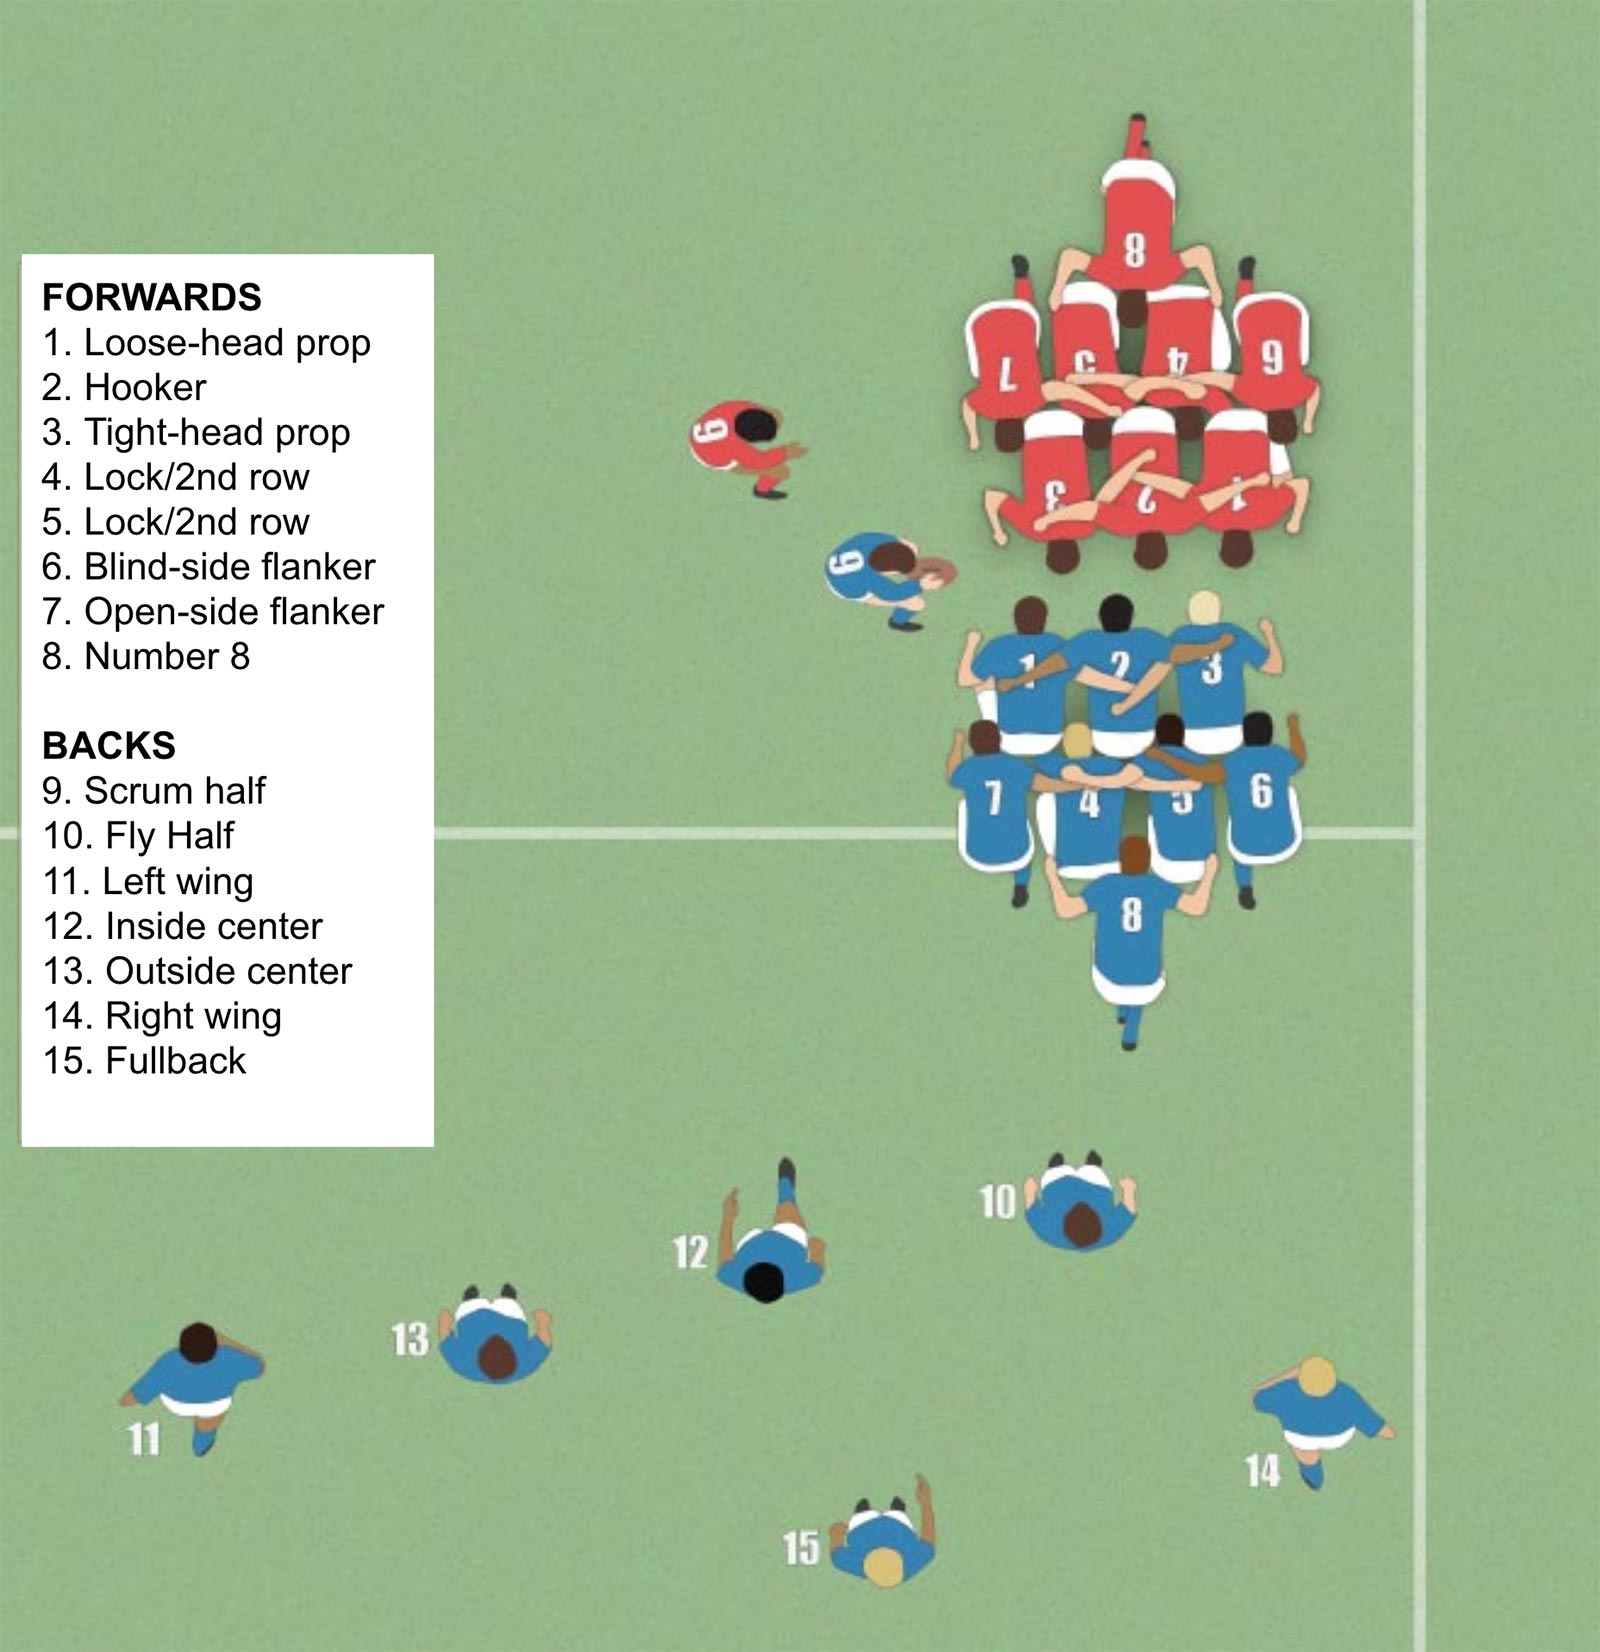 FORWARDS
1. Loose-head prop
2. Hooker
3. Tight-head prop
4. Lock/2nd row
5. Lock/2nd row
6. Blind-side flanker
7. Open-side flanker
8. Number 8
BACKS
9. Scrum half
10. Fly Half
11. Left wing
12. Inside center
13. Outside center
14. Right wing
15. Fullback
8
7 5 4 6
9
3 2 1
9
1 2 3
7 4 5 6
8
10
12
13
11
14
15